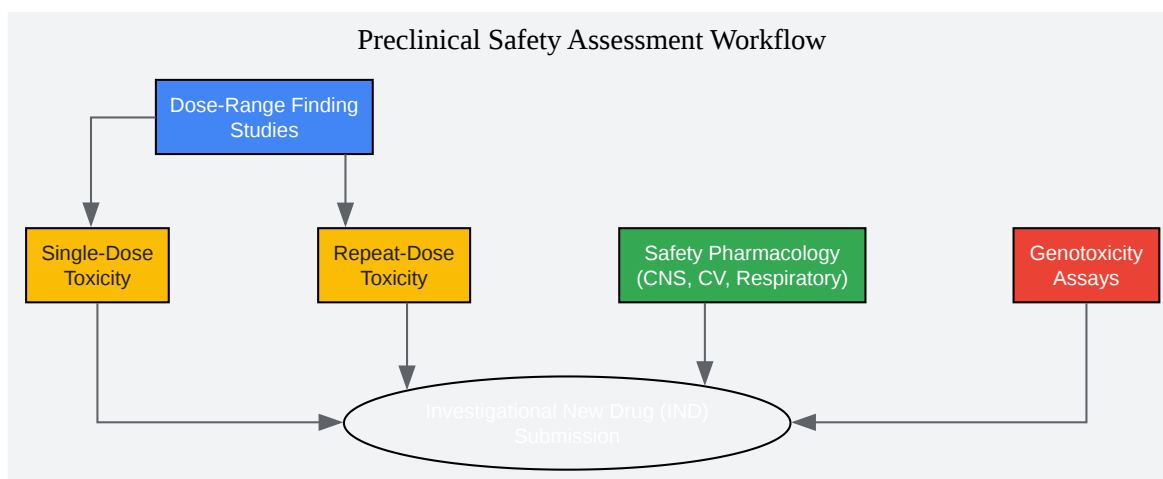 Preclinical Safety Assessment Workflow
Dose-Range Finding
Studies
Single-Dose
Toxicity
Repeat-Dose
Toxicity
Safety Pharmacology
(CNS, CV, Respiratory)
Genotoxicity
Assays
Investigational New Drug (IND)
Submission